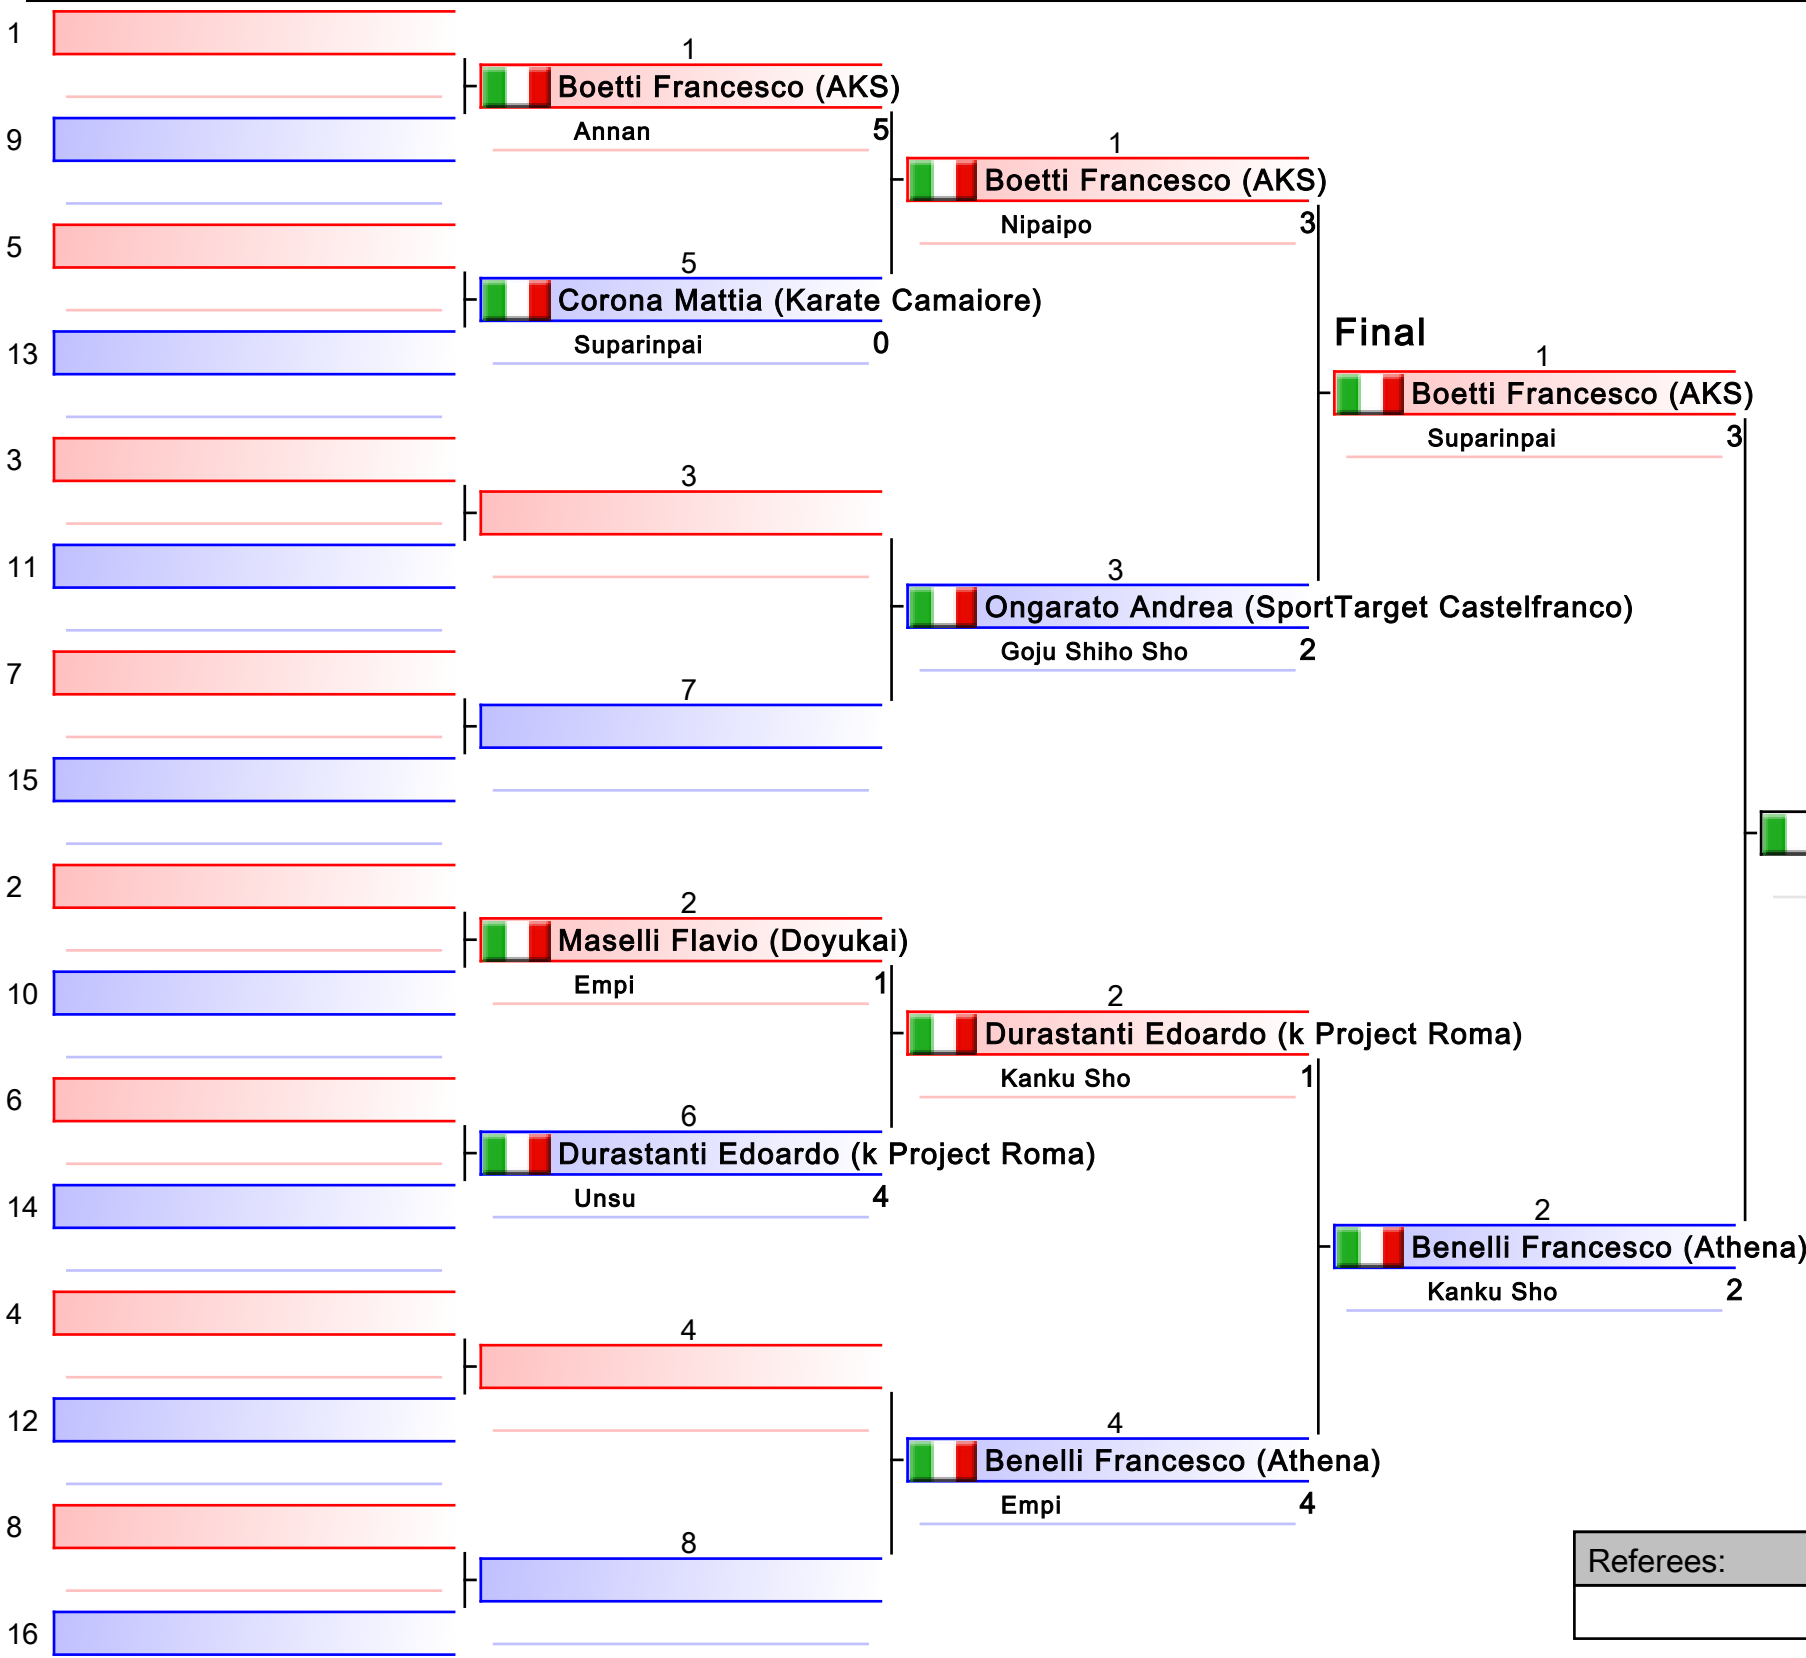 1
9
5
13
3
11
7
15
2
10
6
14
4
12
8
16
1
Boetti Francesco (AKS)
Annan 5
5
Corona Mattia (Karate Camaiore)
Suparinpai 0
3
7
2
Maselli Flavio (Doyukai)
Empi 1
6
Durastanti Edoardo (k Project Roma)
Unsu 4
4
8
1
Boetti Francesco (AKS)
Nipaipo 3
3
Ongarato Andrea (SportTarget Castelfranco)
Goju Shiho Sho 2
2
Durastanti Edoardo (k Project Roma)
Kanku Sho 1
4
Benelli Francesco (Athena)
Empi 4
Final
1
Boetti Francesco (AKS)
Suparinpai 3
2
Benelli Francesco (Athena)
Kanku Sho 2
Referees: